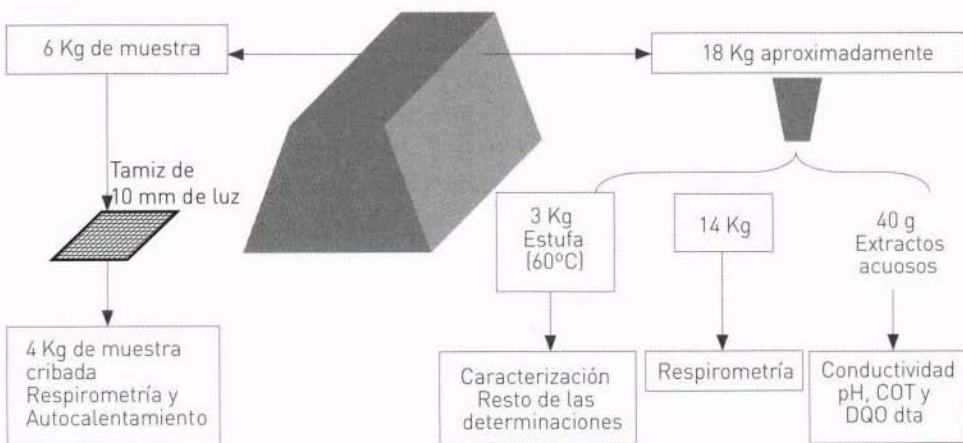 6 Kg de muestra
18 Kg aproximadamente
Tamiz de
10 mm de luz
3 Kg
Estufa
(60ºC)
14 Kg
40 g
Extractos
acuosos
4 Kg de muestra
cribada
Respirometría y
Autocalentamiento
Caracterización
Resto de las
determinaciones
Respirometría
Conductividad
pH, COT y
DQO dta